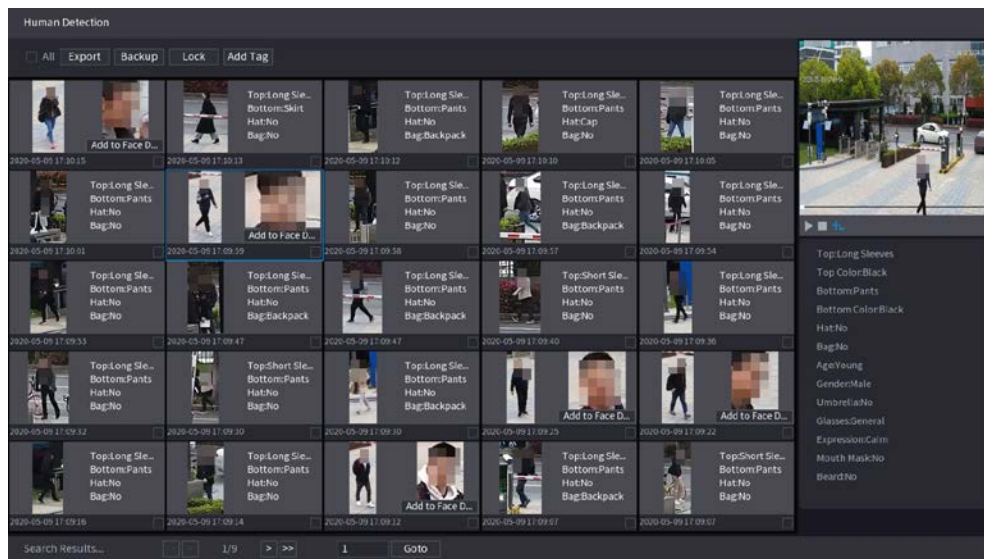 Human Detection
All Export Backup Lock Add Tag
Add to Face D...
2020-05-09 17:10:15
Top:Long Sle...
Bottom:Skirt
Hat:No
Bag:No
2020-05-09 17:10:13
Top:Long Sle...
Bottom:Pants
Hat:No
Bag:Backpack
2020-05-09 17:10:12
Top:Long Sle...
Bottom:Pants
Hat:Cap
Bag:No
2020-05-09 17:10:10
Top:Long Sle...
Bottom:Pants
Hat:No
Bag:No
2020-05-09 17:10:05
Top:Long Sle...
Bottom:Pants
Hat:No
Bag:No
2020-05-09 17:10:01
Add to Face D...
2020-05-09 17:09:59
Top:Long Sle...
Bottom:Pants
Hat:No
Bag:No
2020-05-09 17:09:58
Top:Long Sle...
Bottom:Pants
Hat:No
Bag:Backpack
2020-05-09 17:09:57
Top:Long Sle...
Bottom:Pants
Hat:No
Bag:No
2020-05-09 17:09:54
Top:Long Sle...
Bottom:Pants
Hat:No
Bag:No
2020-05-09 17:09:53
Top:Long Sle...
Bottom:Pants
Hat:No
Bag:Backpack
2020-05-09 17:09:47
Top:Long Sle...
Bottom:Pants
Hat:No
Bag:Backpack
2020-05-09 17:09:47
Top:Short Sle...
Bottom:Pants
Hat:No
Bag:No
2020-05-09 17:09:40
Top:Long Sle...
Bottom:Pants
Hat:No
Bag:No
2020-05-09 17:09:36
Top:Long Sle...
Bottom:Pants
Hat:No
Bag:No
2020-05-09 17:09:32
Top:Short Sle...
Bottom:Pants
Hat:No
Bag:No
2020-05-09 17:09:30
Top:Long Sle...
Bottom:Pants
Hat:No
Bag:Backpack
2020-05-09 17:09:30
Add to Face D...
2020-05-09 17:09:25
Add to Face D...
2020-05-09 17:09:22
Top:Long Sle...
Bottom:Pants
Hat:No
Bag:No
2020-05-09 17:09:16
Top:Long Sle...
Bottom:Pants
Hat:No
Bag:No
2020-05-09 17:09:14
Add to Face D...
2020-05-09 17:09:12
Top:Long Sle...
Bottom:Pants
Hat:No
Bag:Backpack
2020-05-09 17:09:07
Top:Short Sle...
Bottom:Pants
Hat:No
Bag:No
2020-05-09 17:09:07
Top:Long Sleeves
Top Color:Black
Bottom:Pants
Bottom Color:Black
Hat:No
Bag:No
Age:Young
Gender:Male
Umbrella:No
Glasses:General
Expression:Calm
Mouth Mask:No
Beard:No
Search Results... 1/9 > >> 1 Goto